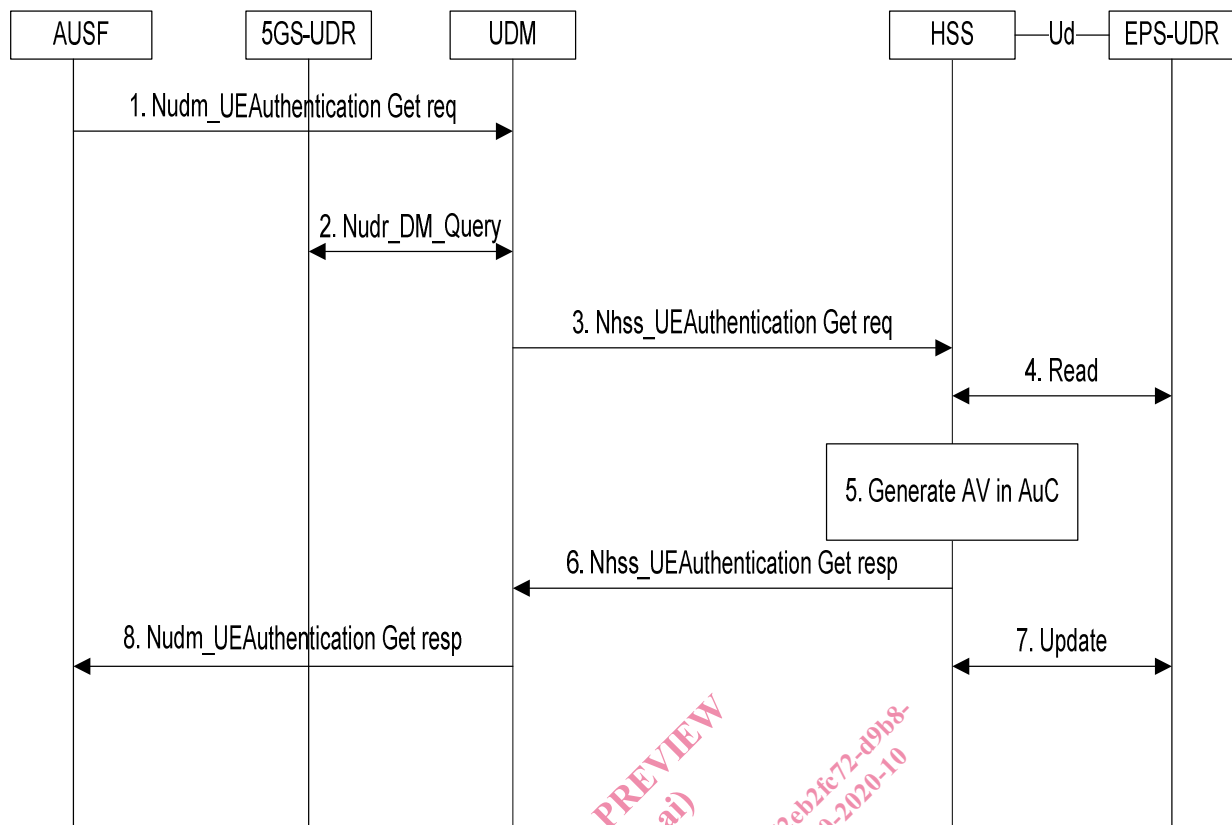 AUSF
5GS-UDR
UDM
HSS
Ud
EPS-UDR
1. Nudm_UEAuthentication Get req
2. Nudr_DM_Query
3. Nhss_UEAuthentication Get req
4. Read
5. Generate AV in AuC
6. Nhss_UEAuthentication Get resp
7. Update
8. Nudm_UEAuthentication Get resp
PREVIEW